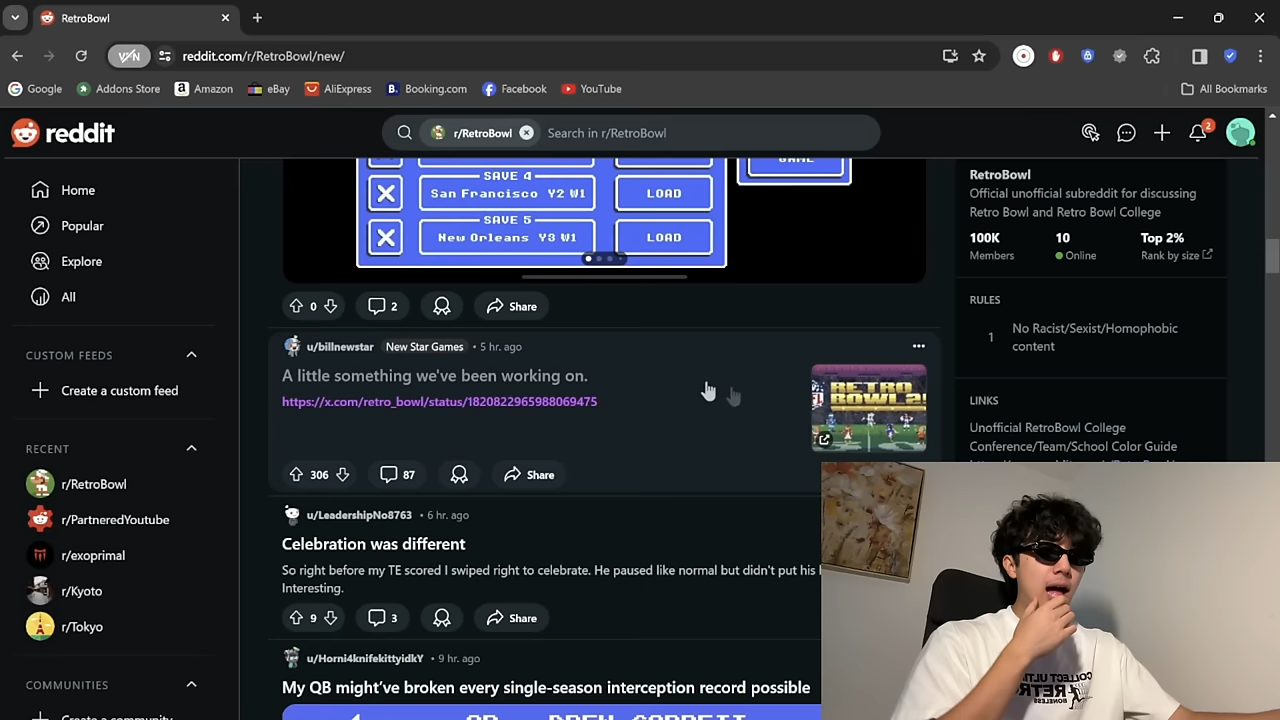 RetroBowl
reddit.com/r/RetroBowl/new/
Google
Addons Store
Amazon
eBay
AliExpress
Booking.com
Facebook
YouTube
All Bookmarks
reddit
r/RetroBowl
Search in r/RetroBowl
2
Home
Popular
Explore
All
CUSTOM FEEDS
Create a custom feed
RECENT
r/RetroBowl
r/PartneredYoutube
r/exoprimal
r/Kyoto
r/Tokyo
COMMUNITIES
Create a community
GAME
SAVE 4
San Francisco Y2 W1
LOAD
SAVE 5
New Orleans Y3 W1
LOAD
0
2
Share
u/billnewstar New Star Games • 5 hr. ago
A little something we've been working on.
https://x.com/retro_bowl/status/1820822965988069475
RETRO
BOWL2!
306
87
Share
u/LeadershipNo8763 • 6 hr. ago
Celebration was different
So right before my TE scored I swiped right to celebrate. He paused like normal but didn't put his
Interesting.
9
3
Share
u/Horni4knifekittyidkY • 9 hr. ago
My QB might've broken every single-season interception record possible
RetroBowl
Official unofficial subreddit for discussing
Retro Bowl and Retro Bowl College
100K
Members
10
Online
Top 2%
Rank by size
RULES
1
No Racist/Sexist/Homophobic
content
LINKS
Unofficial RetroBowl College
Conference/Team/School Color Guide